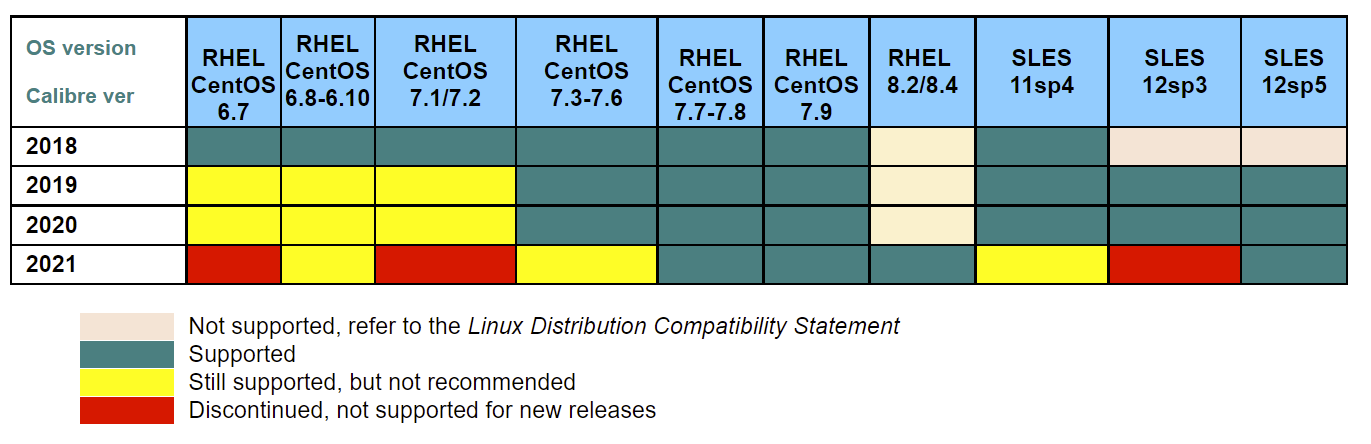 OS version
Calibre ver
RHEL
CentOS
6.7
RHEL
CentOS
6.8-6.10
RHEL
CentOS
7.1/7.2
RHEL
CentOS
7.3-7.6
RHEL
CentOS
7.7-7.8
RHEL
CentOS
7.9
RHEL
8.2/8.4
SLES
11sp4
SLES
12sp3
SLES
12sp5
2018
2019
2020
2021
Not supported, refer to the Linux Distribution Compatibility Statement
Supported
Still supported, but not recommended
Discontinued, not supported for new releases